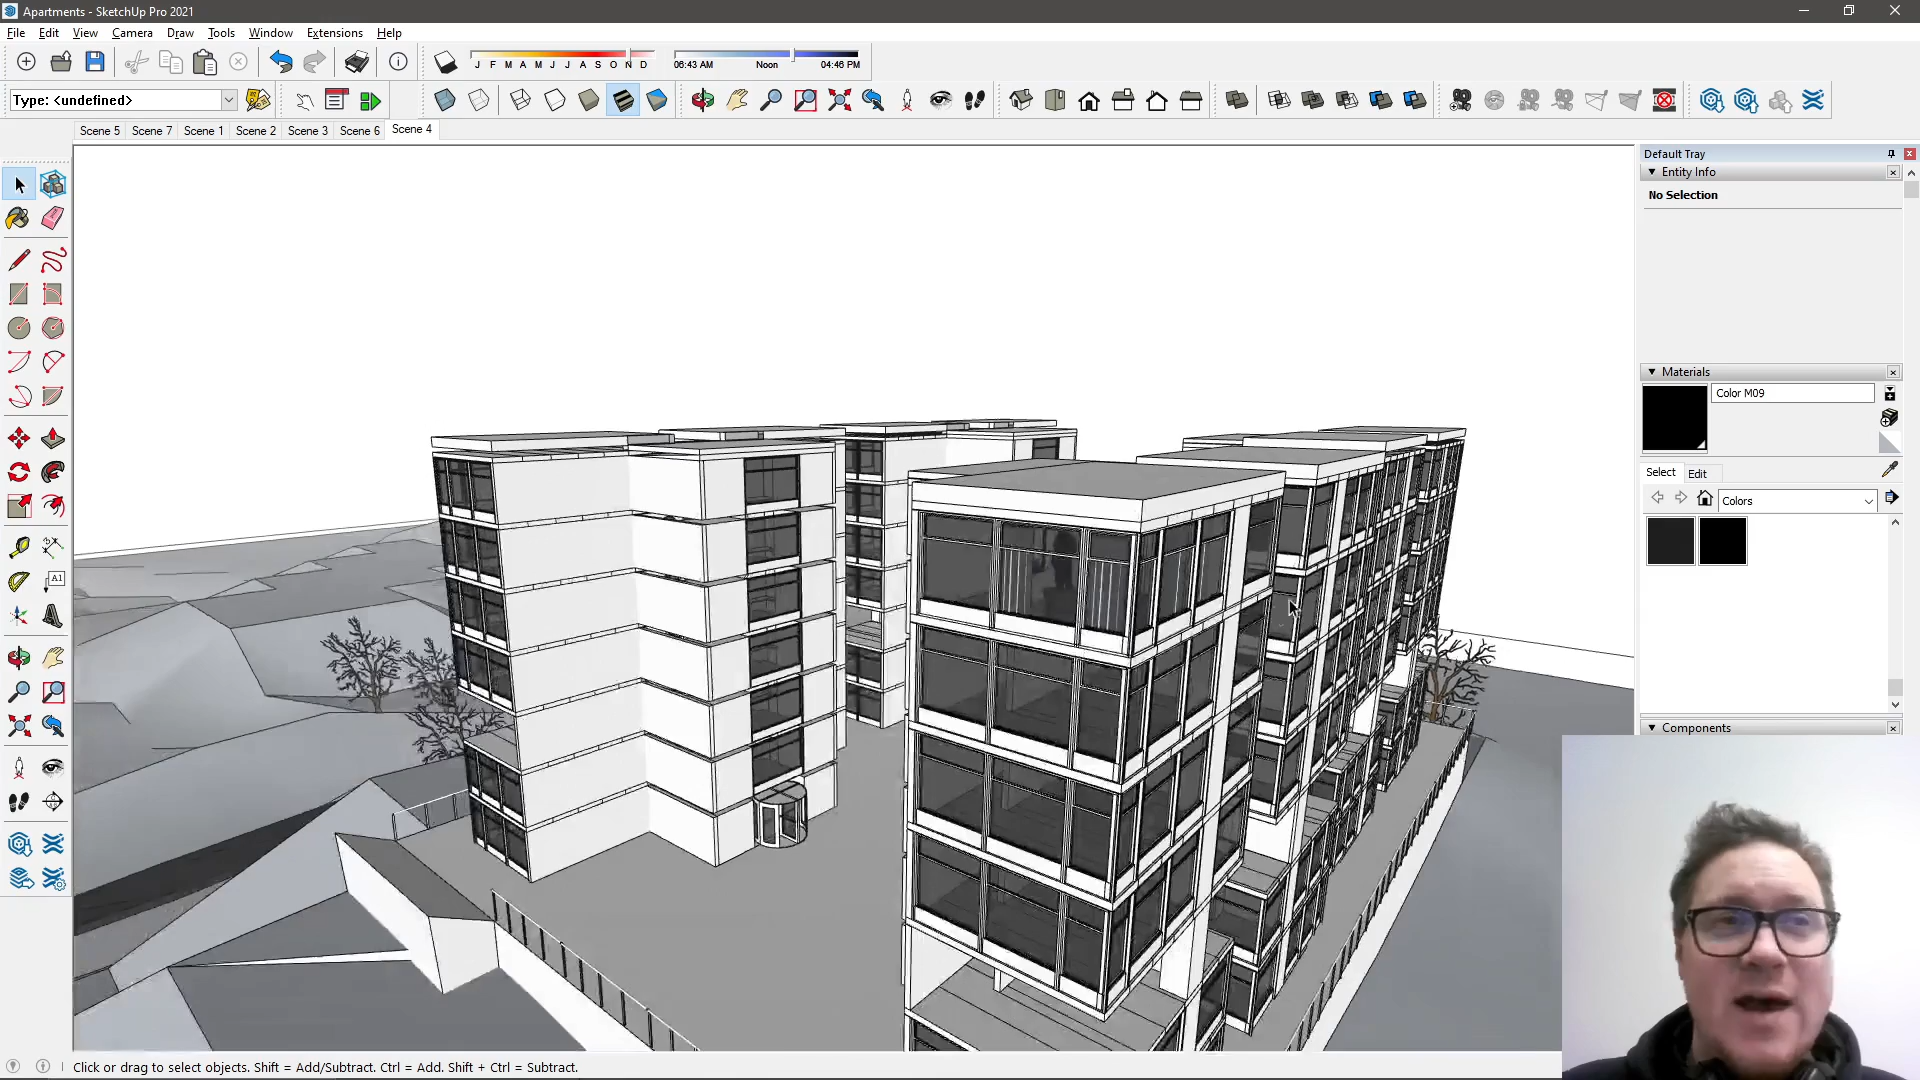 Apartments - SketchUp Pro 2021
File Edit View Camera Draw Tools Window Extensions Help
J F M A M J J A S O N D
06:43 AM Noon 04:46 PM
Type: <undefined>
Scene 5 Scene 7 Scene 1 Scene 2 Scene 3 Scene 6 Scene 4
Default Tray
Entity Info
No Selection
Materials
Color M09
Select Edit
Colors
Components
A1
Click or drag to select objects. Shift = Add/Subtract. Ctrl = Add. Shift + Ctrl = Subtract.